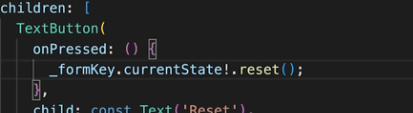 children: [
TextButton(
onPressed: () {
_formKey.currentState!.reset();
},
child: const Text('Reset'),